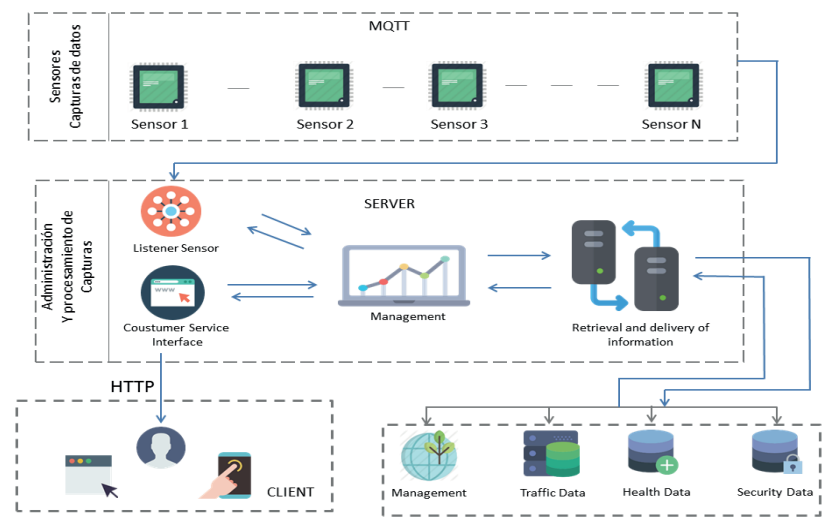 MQTT
Sensores
Capturas de datos
Sensor 1
Sensor 2
Sensor 3
Sensor N
SERVER
Administración
Y procesamiento de
Capturas
Listener Sensor
www
Coustumer Service
Interface
Management
Retrieval and delivery of
information
HTTP
CLIENT
Management
Traffic Data
Health Data
Security Data